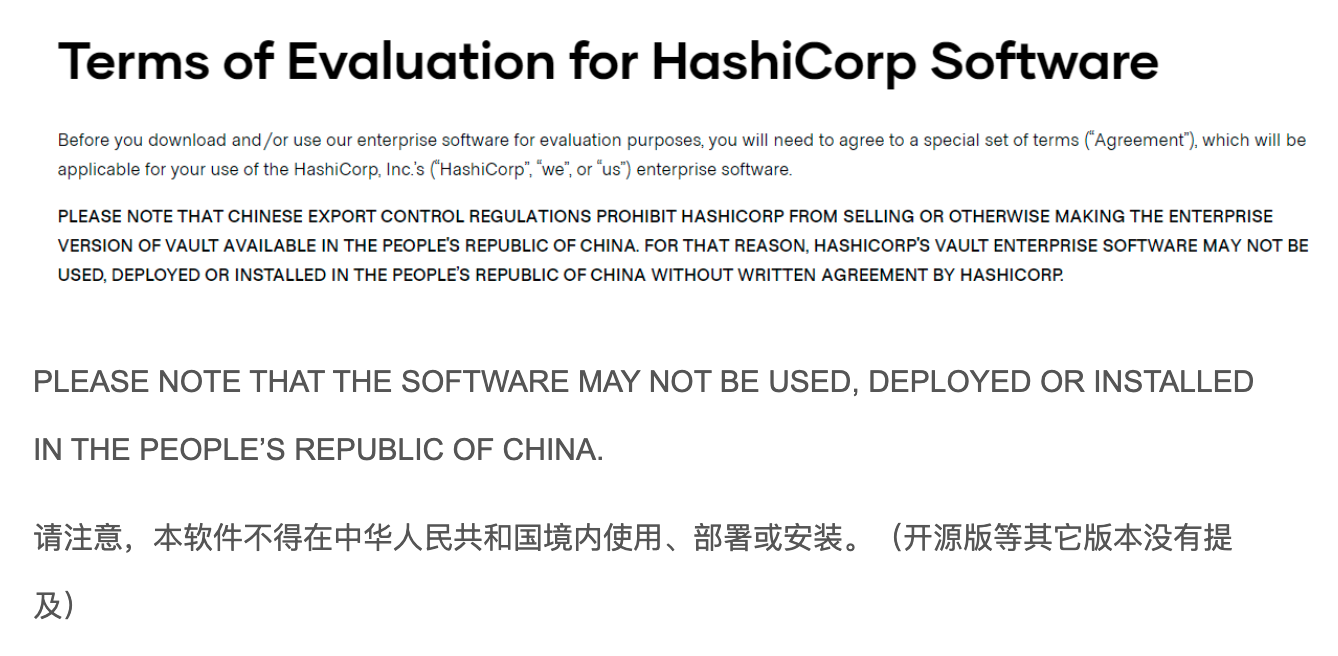 Terms of Evaluation for HashiCorp Software
Before you download and/or use our enterprise software for evaluation purposes, you will need to agree to a special set of terms (“Agreement”), which will be
applicable for your use of the HashiCorp, Inc.’s (“HashiCorp”, “we”, or “us”) enterprise software.
PLEASE NOTE THAT CHINESE EXPORT CONTROL REGULATIONS PROHIBIT HASHICORP FROM SELLING OR OTHERWISE MAKING THE ENTERPRISE
VERSION OF VAULT AVAILABLE IN THE PEOPLE’S REPUBLIC OF CHINA. FOR THAT REASON, HASHICORP’S VAULT ENTERPRISE SOFTWARE MAY NOT BE
USED, DEPLOYED OR INSTALLED IN THE PEOPLE’S REPUBLIC OF CHINA WITHOUT WRITTEN AGREEMENT BY HASHICORP.
PLEASE NOTE THAT THE SOFTWARE MAY NOT BE USED, DEPLOYED OR INSTALLED
IN THE PEOPLE’S REPUBLIC OF CHINA.
请注意，本软件不得在中华人民共和国境内使用、部署或安装。（开源版等其它版本没有提
及）